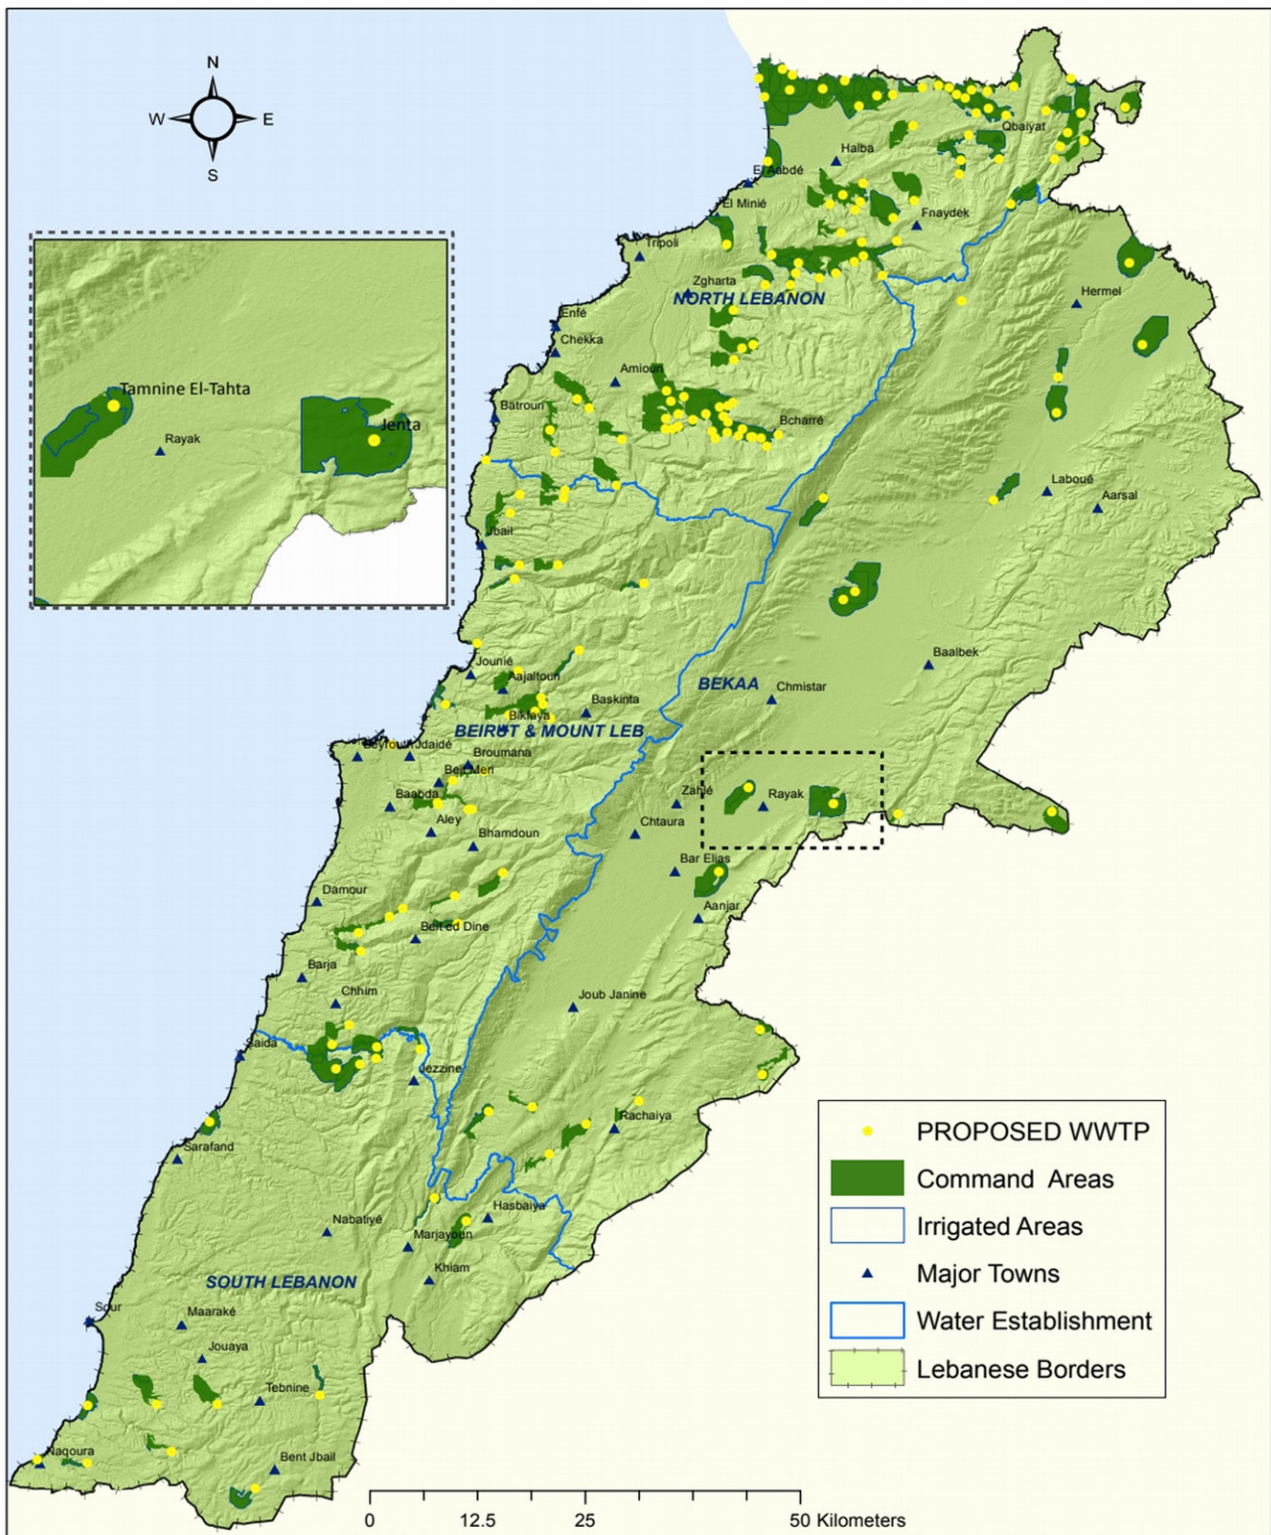 N
W E
S
Qbaiyat
Halba
El Aabdé
El Minié
Fnaydek
Tripoli
Zgharta
NORTH LEBANON
Hermel
Enfé
Chekka
Amioun
Batroun
Bcharré
Tamnine El-Tahta
Rayak
Jenta
Laboué
Aarsal
Jbail
Baalbek
Jounié
Aajaltoun
BEKAA
Chmistar
Baskinta
Bikfaya
BEIRUT & MOUNT LEB
Beyrouth
Jdaidé
Broumana
Beit Meri
Baabda
Zahlé
Rayak
Aley
Chtaura
Bhamdoun
Bar Elias
Damour
Aanjar
Beit ed Dine
Barja
Chhim
Joub Janine
Saida
Jezzine
Rachaiya
Sarafand
Hasbaiya
Nabatiyé
Marjayoun
Khiam
SOUTH LEBANON
Sour
Maaraké
Jouaya
Tebnine
Naqoura
Bent Jbail
PROPOSED WWTP
Command Areas
Irrigated Areas
Major Towns
Water Establishment
Lebanese Borders
0 12.5 25 50 Kilometers